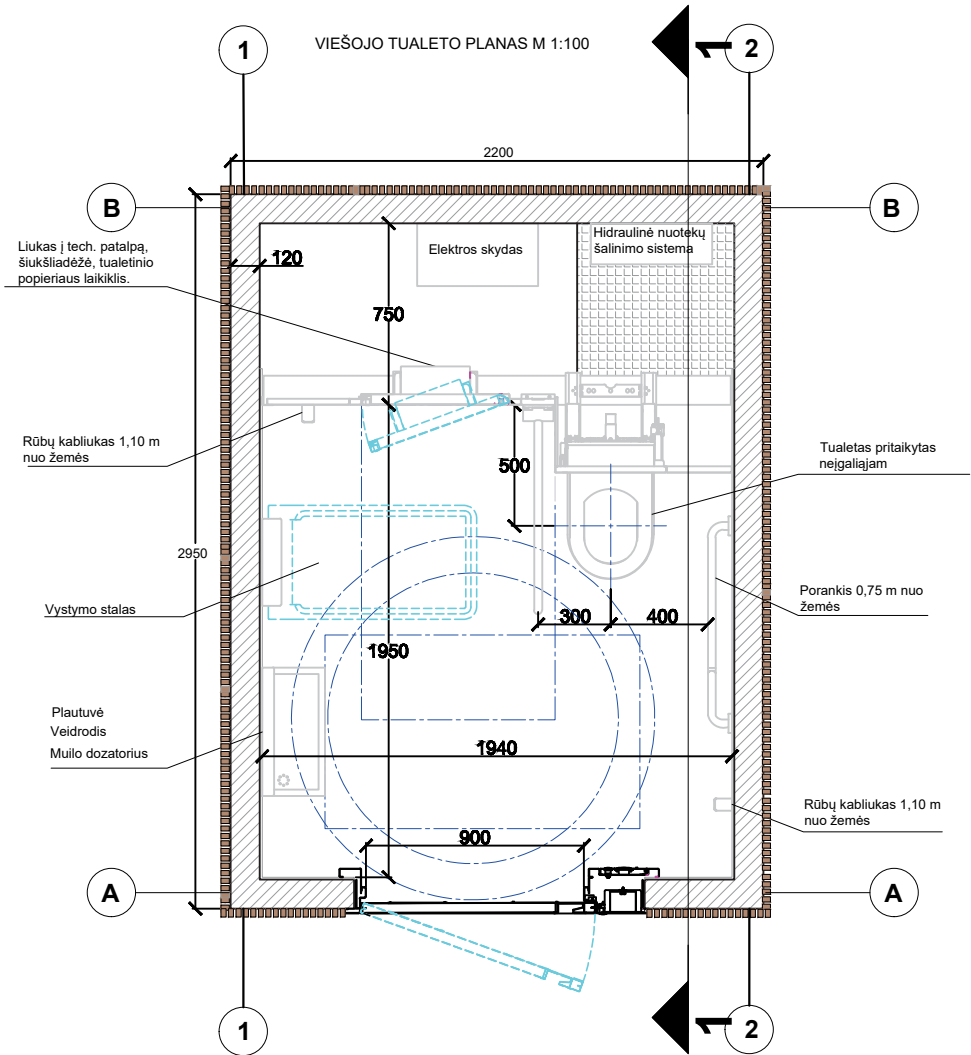 VIEŠOJO TUALETO PLANAS M 1:100
1
1
2
2200
B
B
Liukas į tech. patalpą,
šiukšliadėžė, tualetinio
popieriaus laikiklis.
120
Elektros skydas
Hidraulinė nuotekų
šalinimo sistema
750
Rūbų kabliukas 1,10 m
nuo žemės
500
Tualetas pritaikytas
neįgaliajam
2950
Vystymo stalas
300
400
Porankis 0,75 m nuo
žemės
1950
Plautuvė
Veidrodis
Muilo dozatorius
1940
Rūbų kabliukas 1,10 m
nuo žemės
900
A
A
1
1
2